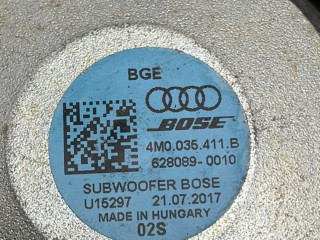 BGE
BOSE
4M0.035.411.B
628089-0010
SUBWOOFER BOSE
U15297 21.07.2017
MADE IN HUNGARY
02S